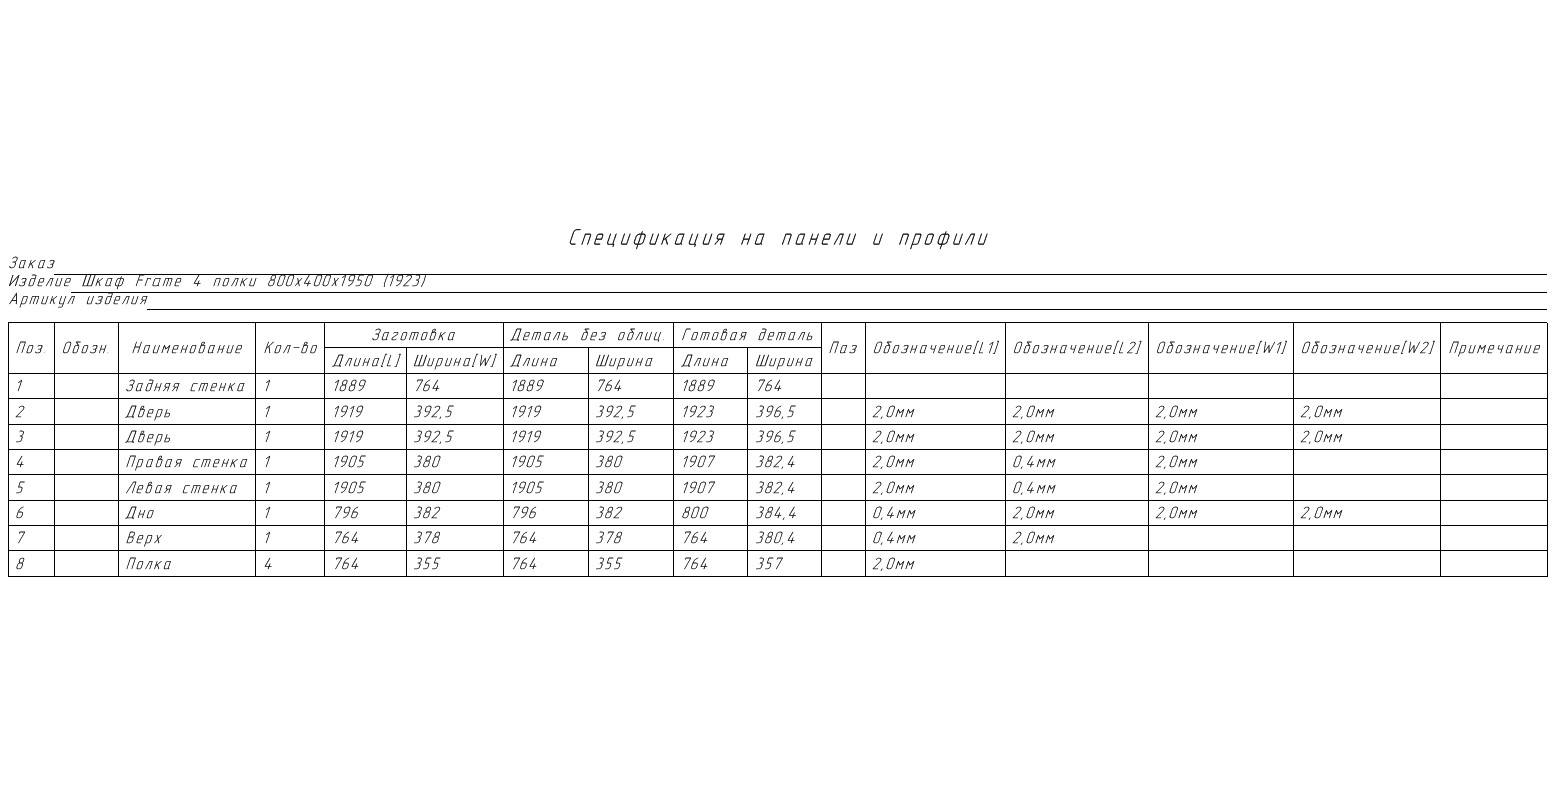 Спецификация на панели и профили
Заказ
Изделие Шкаф Frame 4 полки 800х400х1950 (1923)
Артикул изделия
Поз. Обозн. Наименование Кол-во Заготовка Деталь без облиц. Готовая деталь Паз Обозначение[L1] Обозначение[L2] Обозначение[W1] Обозначение[W2] Примечание
Длина[L] Ширина[W] Длина Ширина Длина Ширина
1 Задняя стенка 1 1889 764 1889 764 1889 764
2 Дверь 1 1919 392,5 1919 392,5 1923 396,5 2,0мм 2,0мм 2,0мм 2,0мм
3 Дверь 1 1919 392,5 1919 392,5 1923 396,5 2,0мм 2,0мм 2,0мм 2,0мм
4 Правая стенка 1 1905 380 1905 380 1907 382,4 2,0мм 0,4мм 2,0мм
5 Левая стенка 1 1905 380 1905 380 1907 382,4 2,0мм 0,4мм 2,0мм
6 Дно 1 796 382 796 382 800 384,4 0,4мм 2,0мм 2,0мм 2,0мм
7 Верх 1 764 378 764 378 764 380,4 0,4мм 2,0мм
8 Полка 4 764 355 764 355 764 357 2,0мм